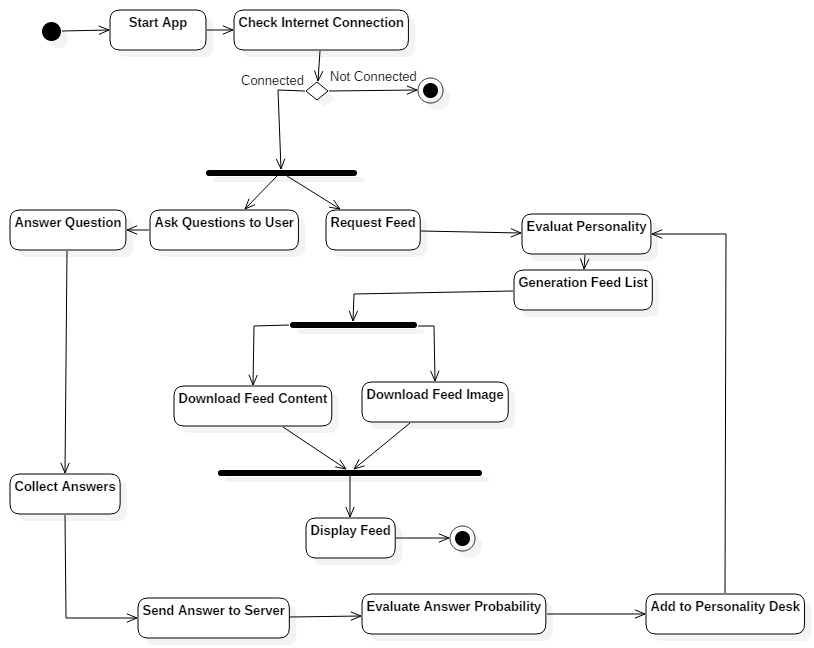 Start App
Check Internet Connection
Connected
Not Connected
Answer Question
Ask Questions to User
Request Feed
Evaluat Personality
Generation Feed List
Download Feed Content
Download Feed Image
Collect Answers
Display Feed
Send Answer to Server
Evaluate Answer Probability
Add to Personality Desk